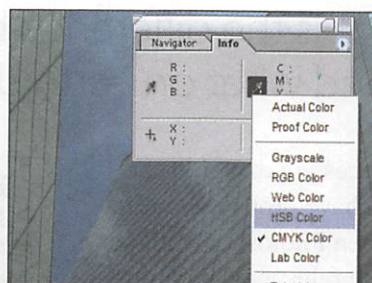 Navigator Info
R :
G :
B :
C :
M :
Y :
X :
Y :
Actual Color
Proof Color
Grayscale
RGB Color
Web Color
HSB Color
✓ CMYK Color
Lab Color